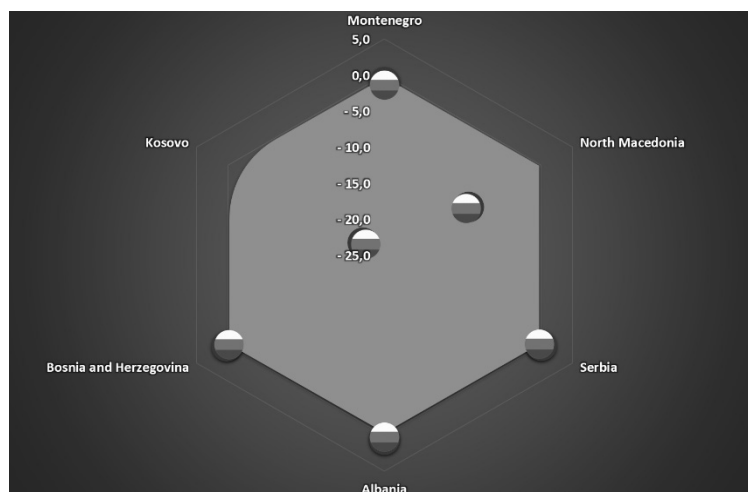 Montenegro
5,0
0,0
- 5,0
- 10,0
- 15,0
- 20,0
- 25,0
Kosovo
North Macedonia
Bosnia and Herzegovina
Serbia
Albania